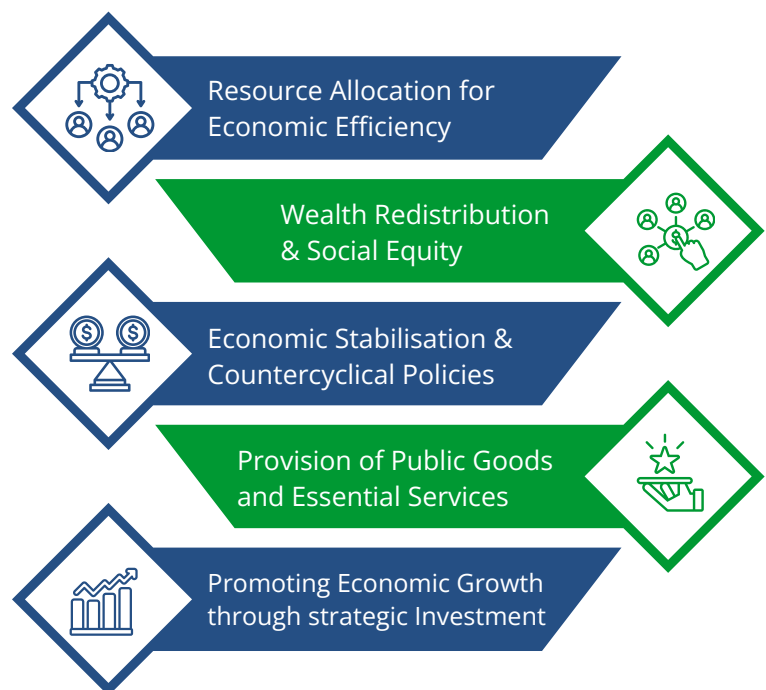 Resource Allocation for
Economic Efficiency
Wealth Redistribution
& Social Equity
Economic Stabilisation &
Countercyclical Policies
Provision of Public Goods
and Essential Services
Promoting Economic Growth
through strategic Investment